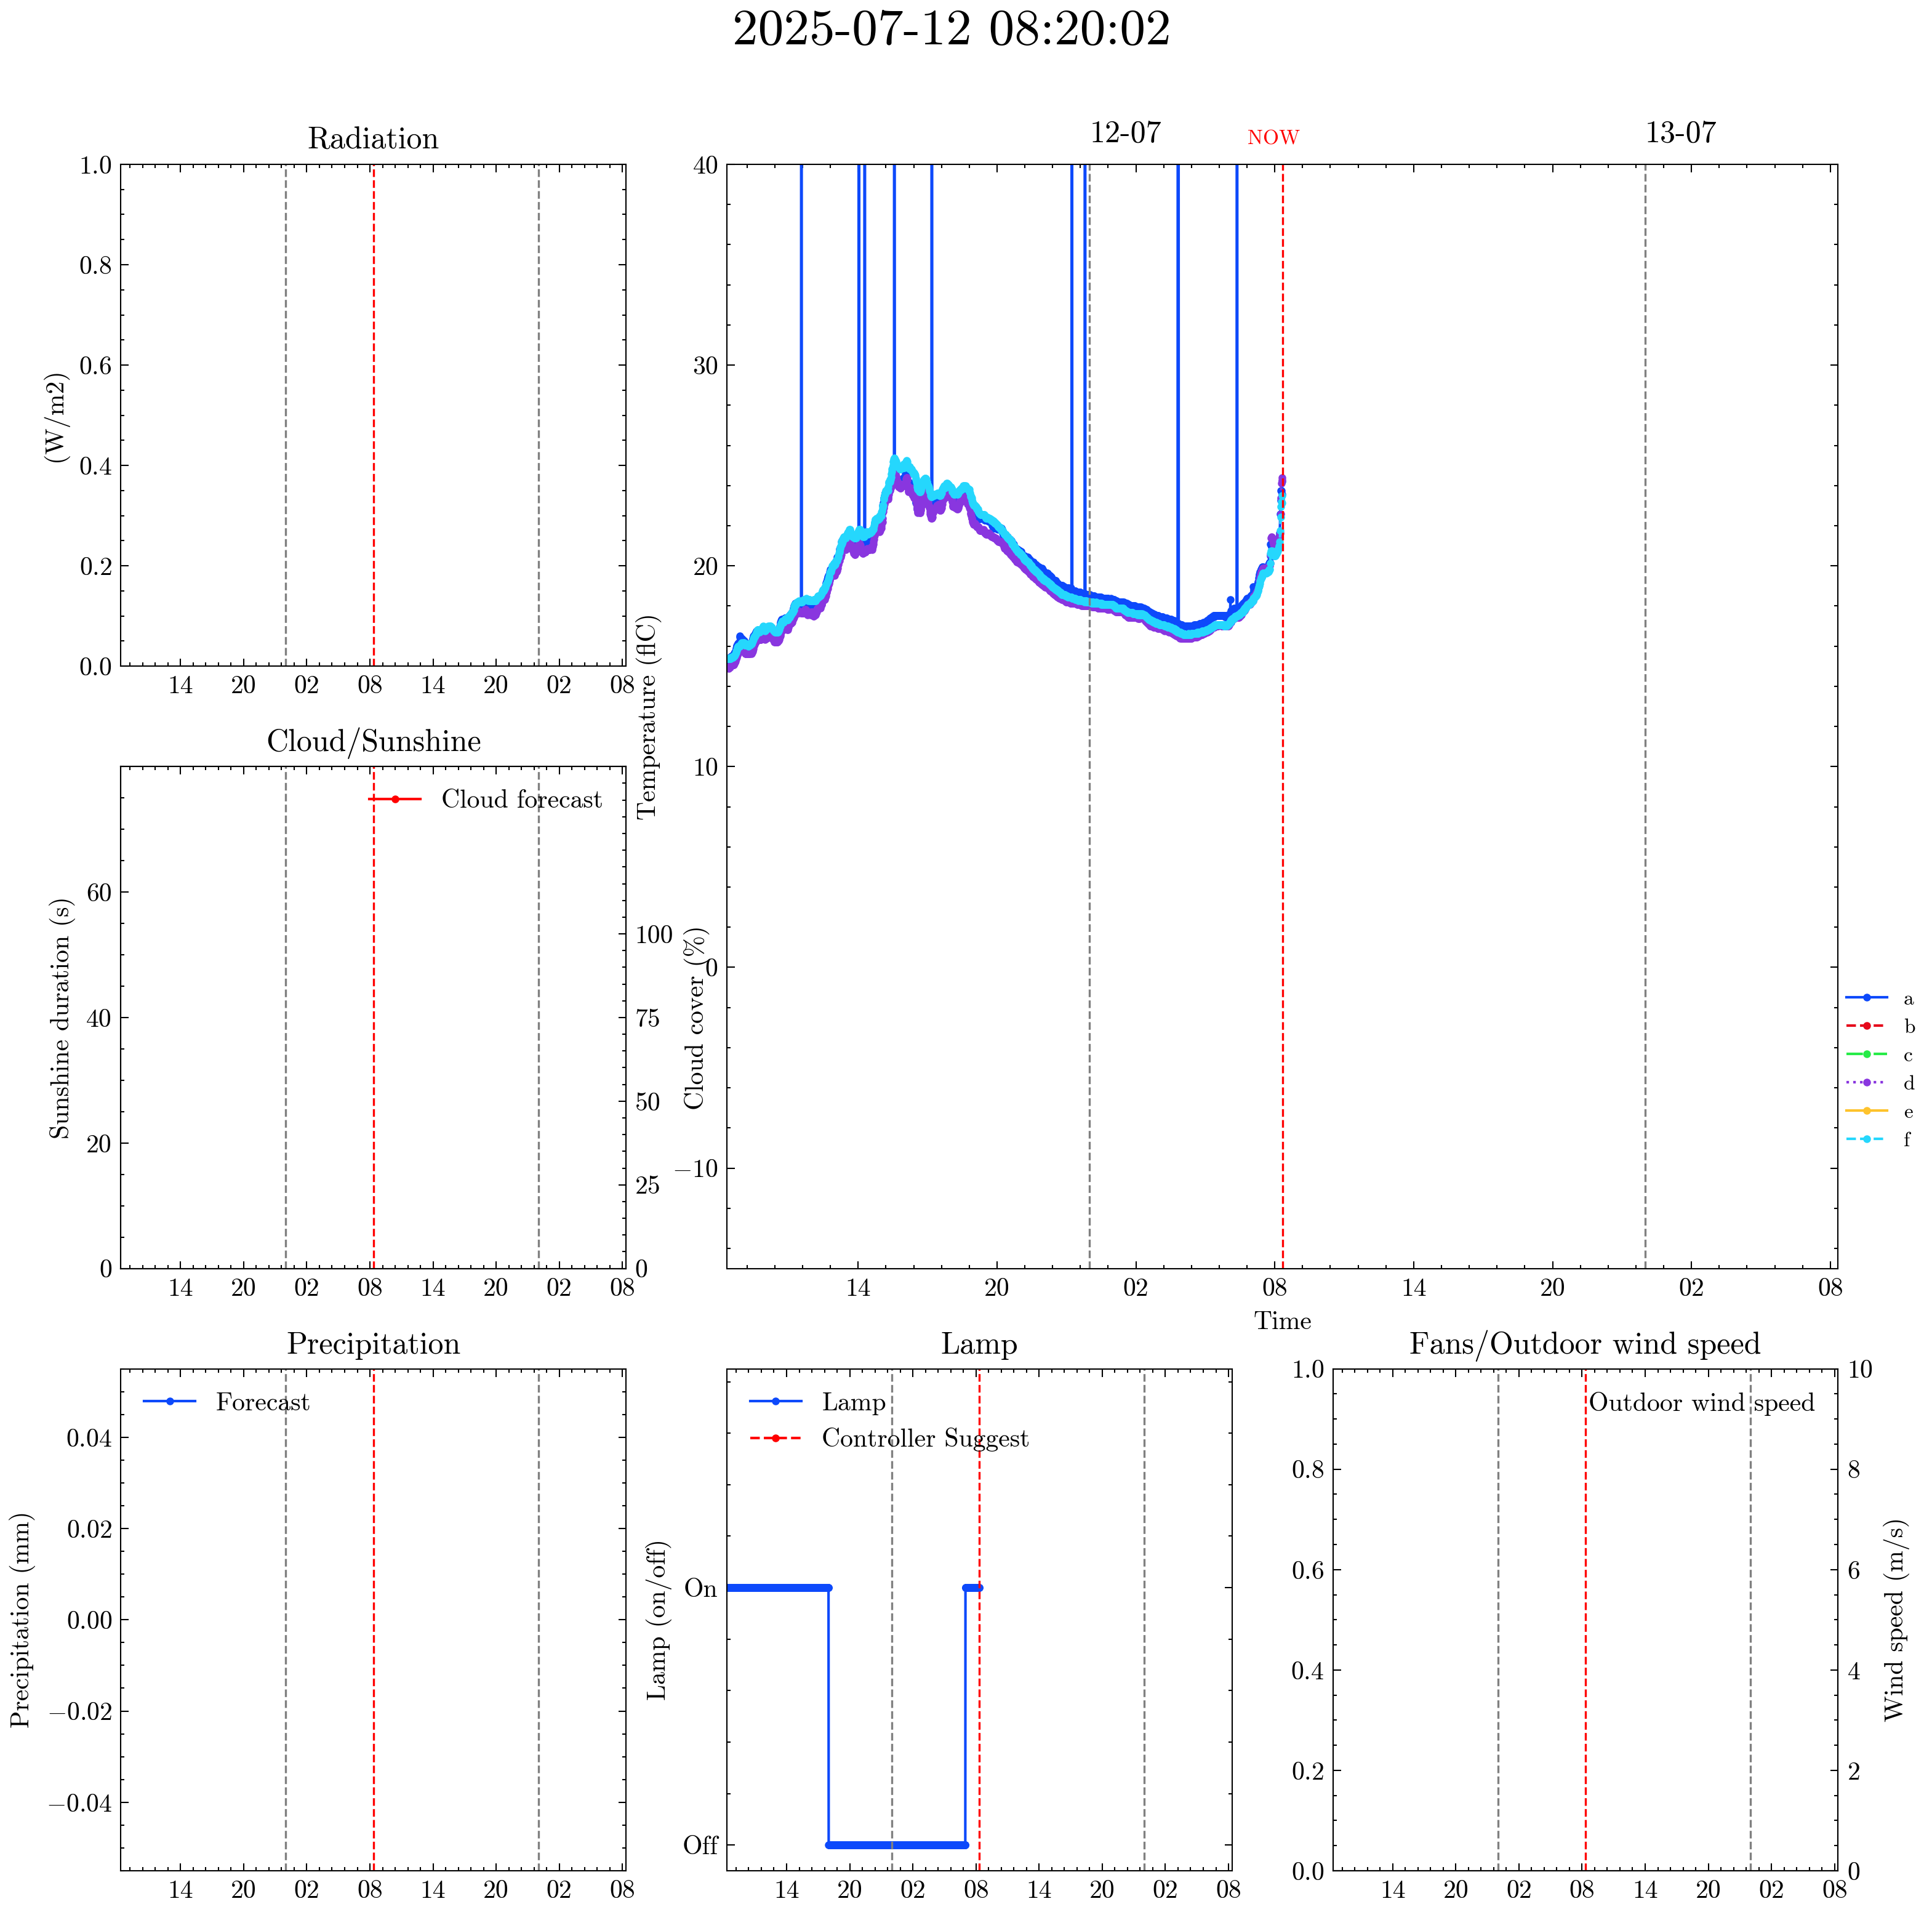 2025-07-12 08:20:02
Radiation
1.0
0.8
0.6
0.4
0.2
0.0
(W/m2)
14 20 02 08 14 20 02 08
12-07 NOW 13-07
40
30
20
10
0
−10
Temperature (flC)
14 20 02 08 14 20 02 08
Time
a
b
c
d
e
f
Cloud/Sunshine
Cloud forecast
60
40
20
0
Sunshine duration (s)
100
75
50
25
0
Cloud cover (%)
14 20 02 08 14 20 02 08
Precipitation
Forecast
0.04
0.02
0.00
−0.02
−0.04
Precipitation (mm)
14 20 02 08 14 20 02 08
Lamp
Lamp
Controller Suggest
On
Off
Lamp (on/off)
14 20 02 08 14 20 02 08
Fans/Outdoor wind speed
Outdoor wind speed
1.0
0.8
0.6
0.4
0.2
0.0
10
8
6
4
2
0
Wind speed (m/s)
14 20 02 08 14 20 02 08